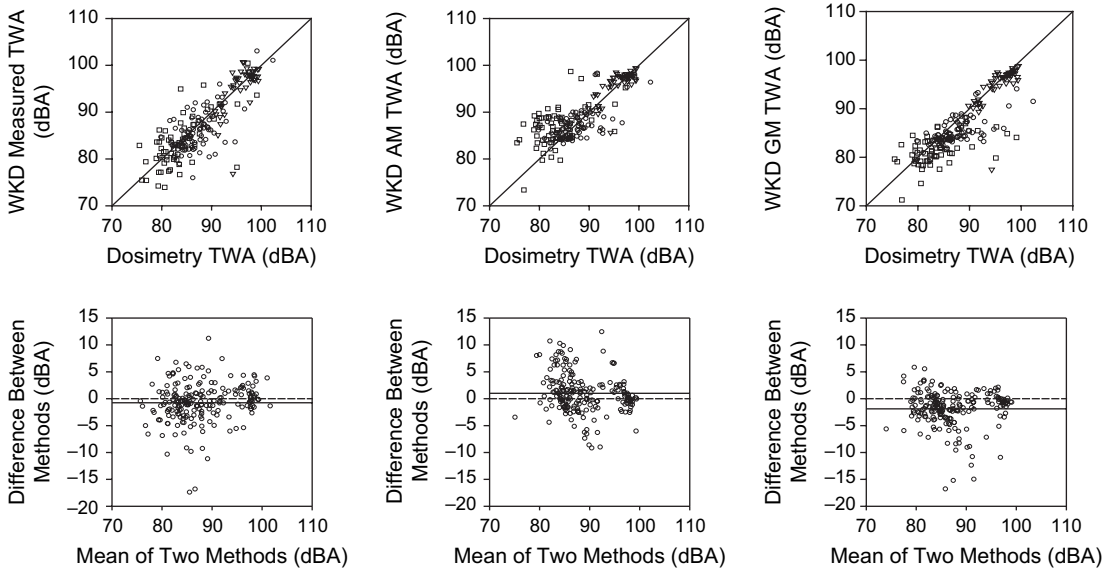 WKD Measured TWA
(dBA)
110
100
90
80
70
70 80 90 100 110
Dosimetry TWA (dBA)
WKD AM TWA (dBA)
110
100
90
80
70
70 80 90 100 110
Dosimetry TWA (dBA)
WKD GM TWA (dBA)
110
100
90
80
70
70 80 90 100 110
Dosimetry TWA (dBA)
Difference Between
Methods (dBA)
15
10
5
0
–5
–10
–15
–20
70 80 90 100 110
Mean of Two Methods (dBA)
Difference Between
Methods (dBA)
15
10
5
0
–5
–10
–15
–20
70 80 90 100 110
Mean of Two Methods (dBA)
Difference Between
Methods (dBA)
15
10
5
0
–5
–10
–15
–20
70 80 90 100 110
Mean of Two Methods (dBA)